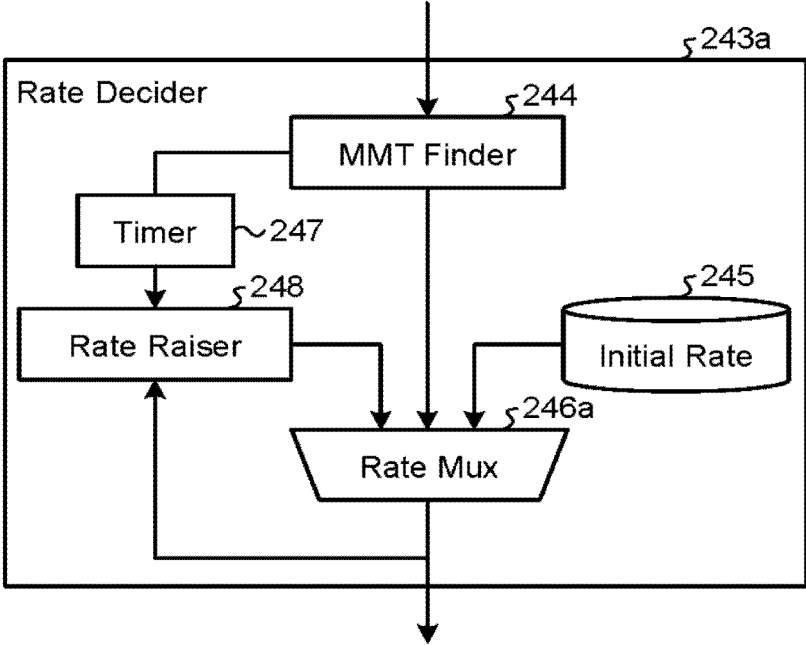 243a
Rate Decider
244
MMT Finder
Timer
247
245
248
Rate Raiser
Initial Rate
246a
Rate Mux